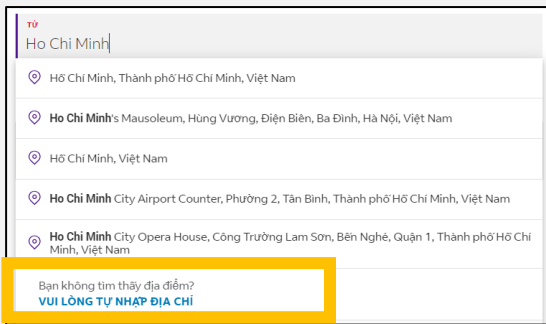 TỪ
Ho Chi Minh
Hồ Chí Minh, Thành phố Hồ Chí Minh, Việt Nam
Ho Chi Minh's Mausoleum, Hùng Vương, Điện Biên, Ba Đình, Hà Nội, Việt Nam
Hồ Chí Minh, Việt Nam
Ho Chi Minh City Airport Counter, Phường 2, Tân Bình, Thành phố Hồ Chí Minh, Việt Nam
Ho Chi Minh City Opera House, Công Trường Lam Sơn, Bến Nghé, Quận 1, Thành phố Hồ Chí
Minh, Việt Nam
Bạn không tìm thấy địa điểm?
VUI LÒNG TỰ NHẬP ĐỊA CHỈ